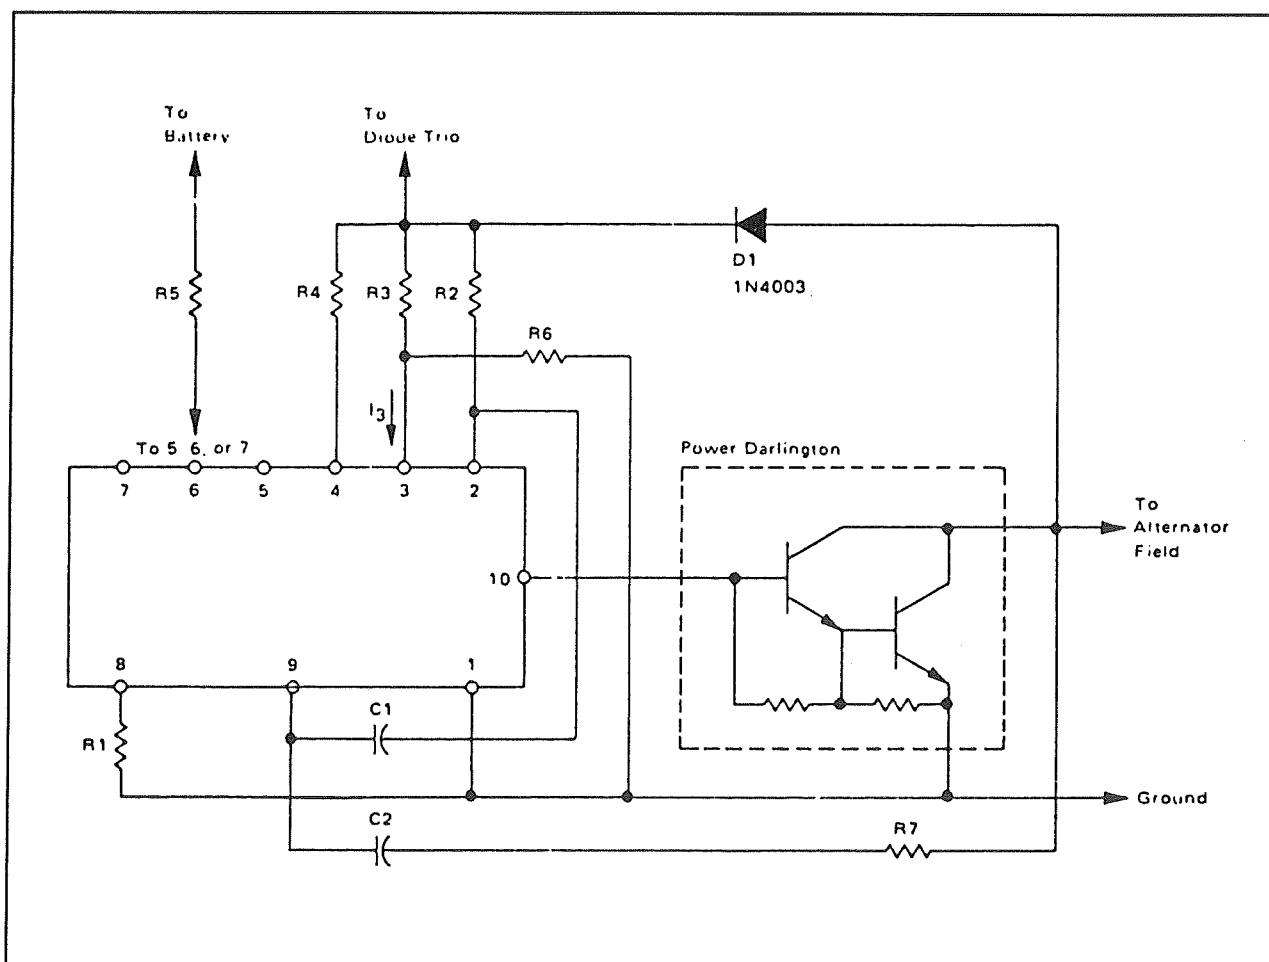 To
Battery
To
Diode Trio
D1
1N4003
R5
R4
R3
R2
R6
I3
To 5 6, or 7
Power Darlington
7
6
5
4
3
2
To
Alternator
Field
10
8
9
1
C1
R1
Ground
C2
R7